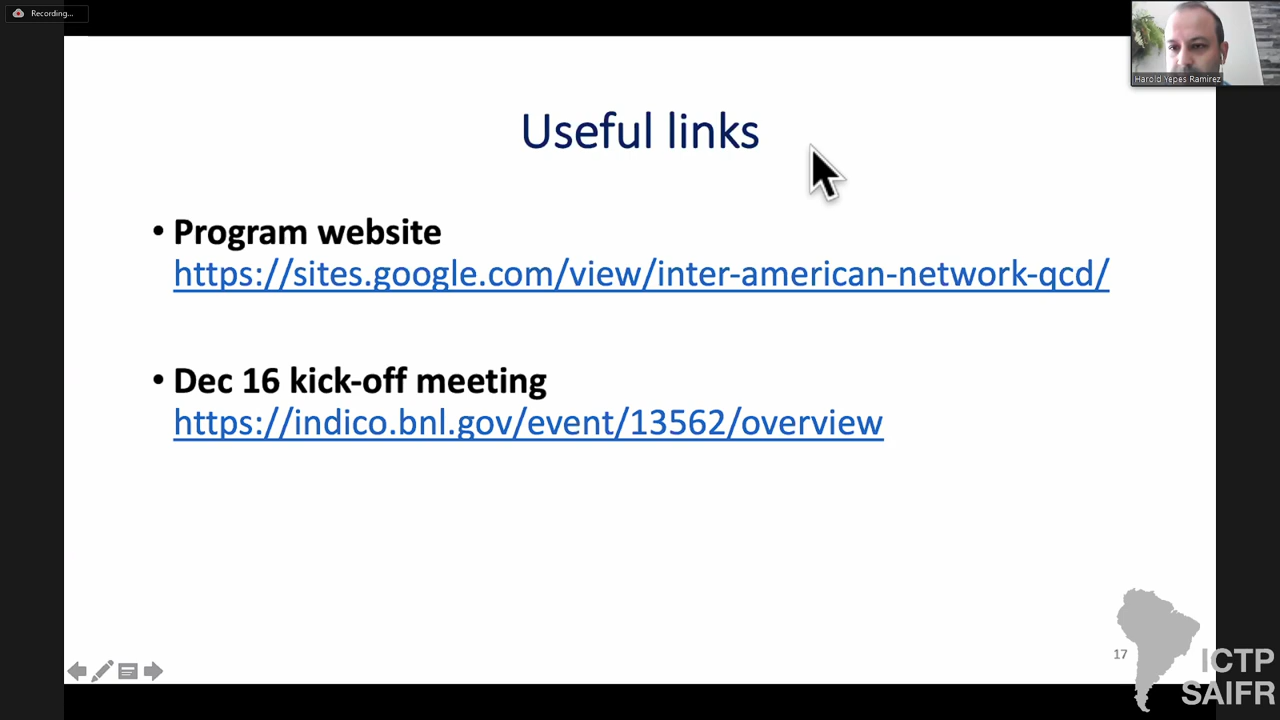 Recording...
Harold Yepes Ramirez
Useful links
• Program website
https://sites.google.com/view/inter-american-network-qcd/
• Dec 16 kick-off meeting
https://indico.bnl.gov/event/13562/overview
17
ICTP
SAIFR